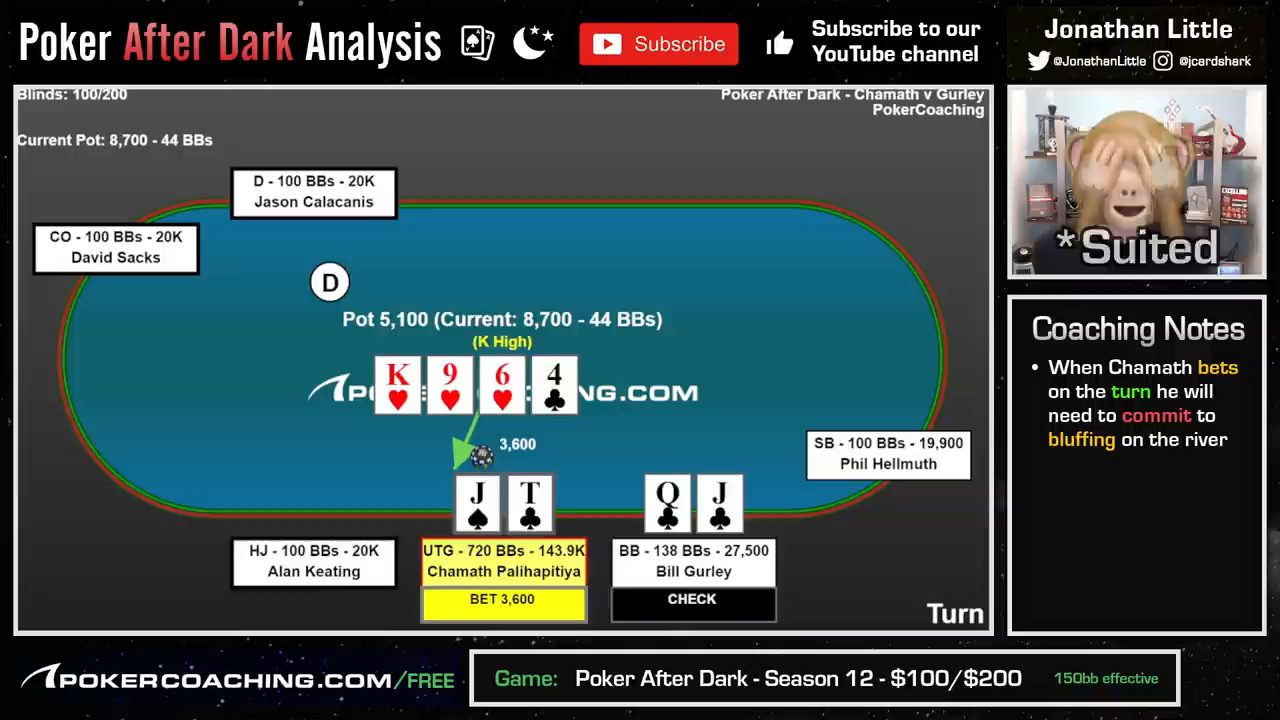 Poker After Dark Analysis
Subscribe
Subscribe to our
YouTube channel
Jonathan Little
@JonathanLittle @jcardshark
Blinds: 100/200
Poker After Dark - Chamath v Gurley
PokerCoaching
Current Pot: 8,700 - 44 BBs
D - 100 BBs - 20K
Jason Calacanis
CO - 100 BBs - 20K
David Sacks
D
Pot 5,100 (Current: 8,700 - 44 BBs)
(K High)
K 9 6 4
NG.COM
3,600
SB - 100 BBs - 19,900
Phil Hellmuth
J T
Q J
HJ - 100 BBs - 20K
Alan Keating
UTG - 720 BBs - 143.9K
Chamath Palihapitiya
BET 3,600
BB - 138 BBs - 27,500
Bill Gurley
CHECK
Turn
*Suited
Coaching Notes
• When Chamath bets
on the turn he will
need to commit to
bluffing on the river
POKERCOACHING.COM/FREE
Game: Poker After Dark - Season 12 - $100/$200
150bb effective